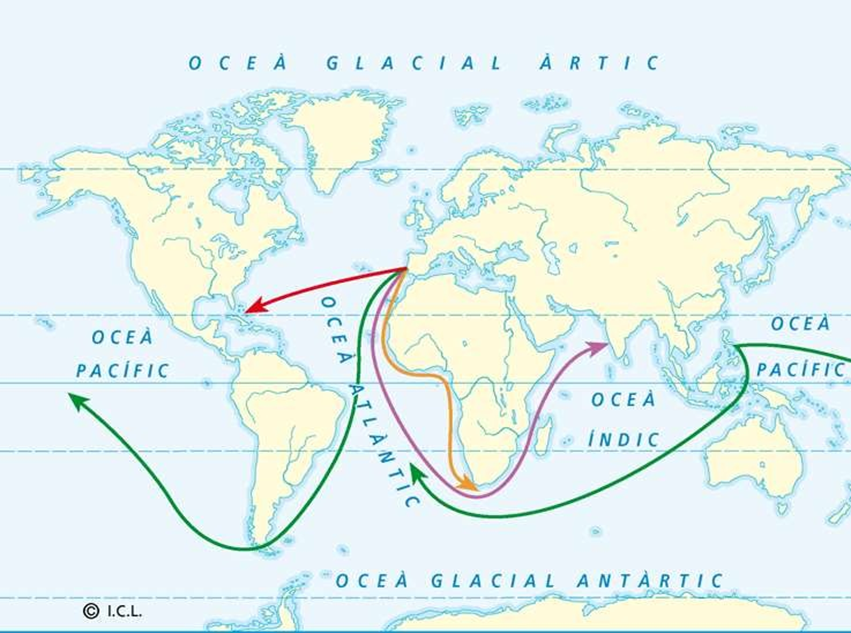 OCEÀ GLACIAL ÀRTIC
OCEÀ
PACÍFIC
OCEÀ ATLÀNTIC
OCEÀ
PACÍFIC
OCEÀ
ÍNDIC
OCEÀ GLACIAL ANTÀRTIC
© I.C.L.